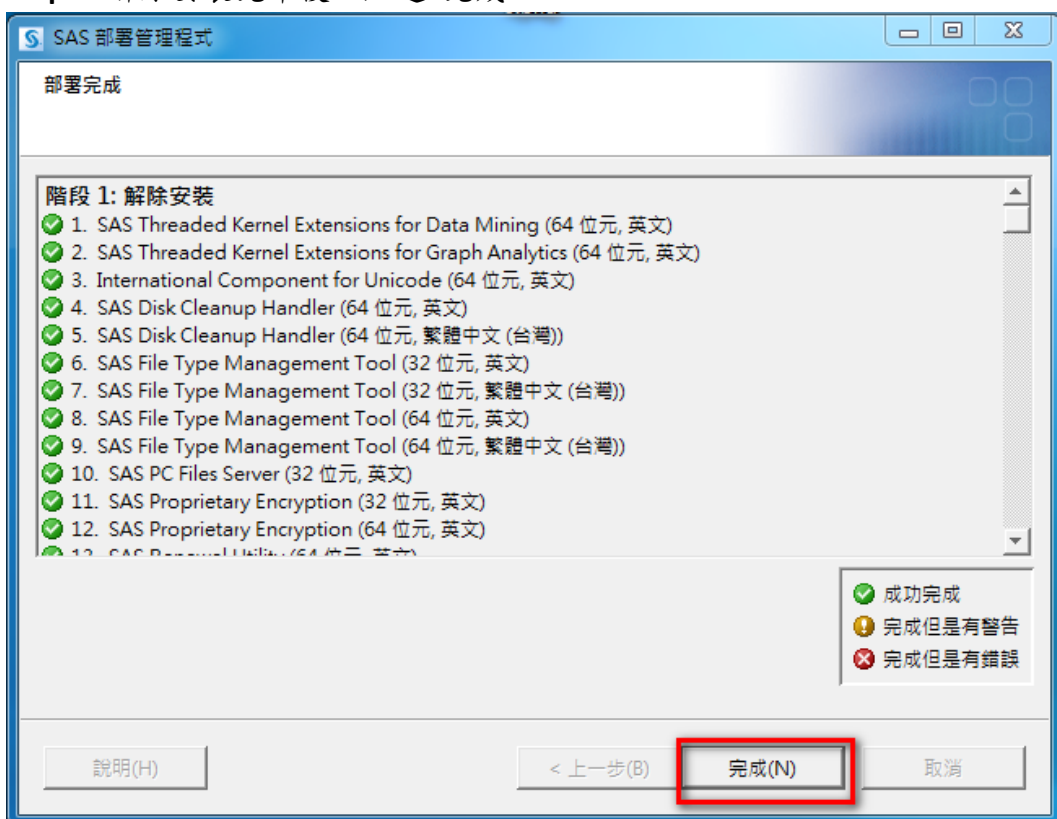 SAS 部署管理程式
部署完成
階段 1: 解除安裝
1. SAS Threaded Kernel Extensions for Data Mining (64 位元, 英文)
2. SAS Threaded Kernel Extensions for Graph Analytics (64 位元, 英文)
3. International Component for Unicode (64 位元, 英文)
4. SAS Disk Cleanup Handler (64 位元, 英文)
5. SAS Disk Cleanup Handler (64 位元, 繁體中文 (台灣))
6. SAS File Type Management Tool (32 位元, 英文)
7. SAS File Type Management Tool (32 位元, 繁體中文 (台灣))
8. SAS File Type Management Tool (64 位元, 英文)
9. SAS File Type Management Tool (64 位元, 繁體中文 (台灣))
10. SAS PC Files Server (32 位元, 英文)
11. SAS Proprietary Encryption (32 位元, 英文)
12. SAS Proprietary Encryption (64 位元, 英文)
13. SAS Renewal Utility (64 位元, 英文)
成功完成
完成但是有警告
完成但是有錯誤
說明(H)
< 上一步(B)
完成(N)
取消